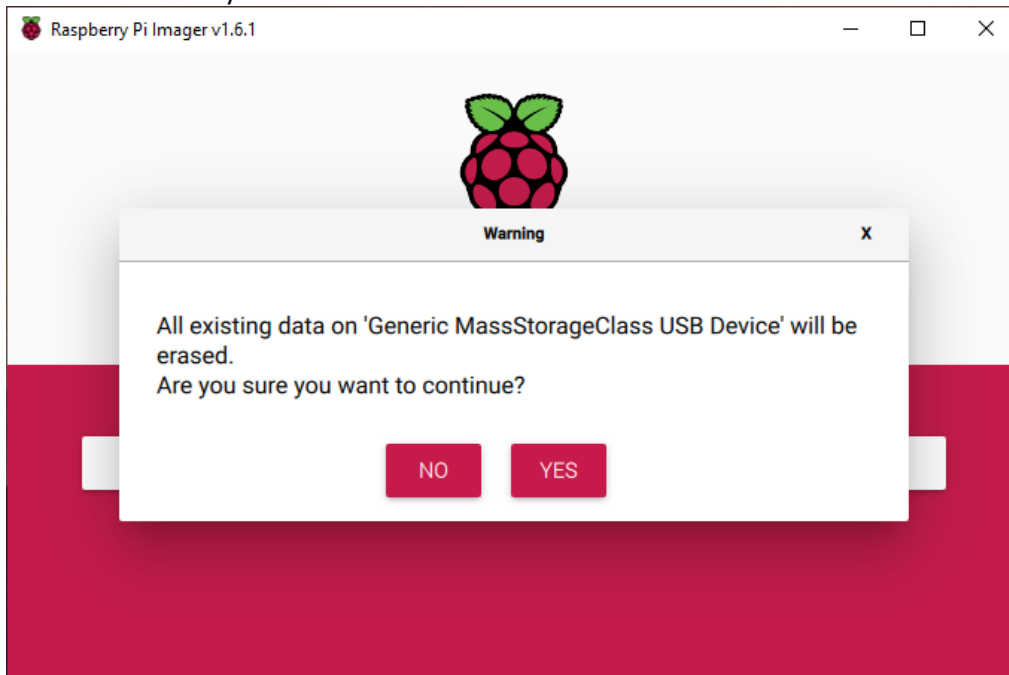 Raspberry Pi Imager v1.6.1
Warning
X
All existing data on 'Generic MassStorageClass USB Device' will be
erased.
Are you sure you want to continue?
NO
YES